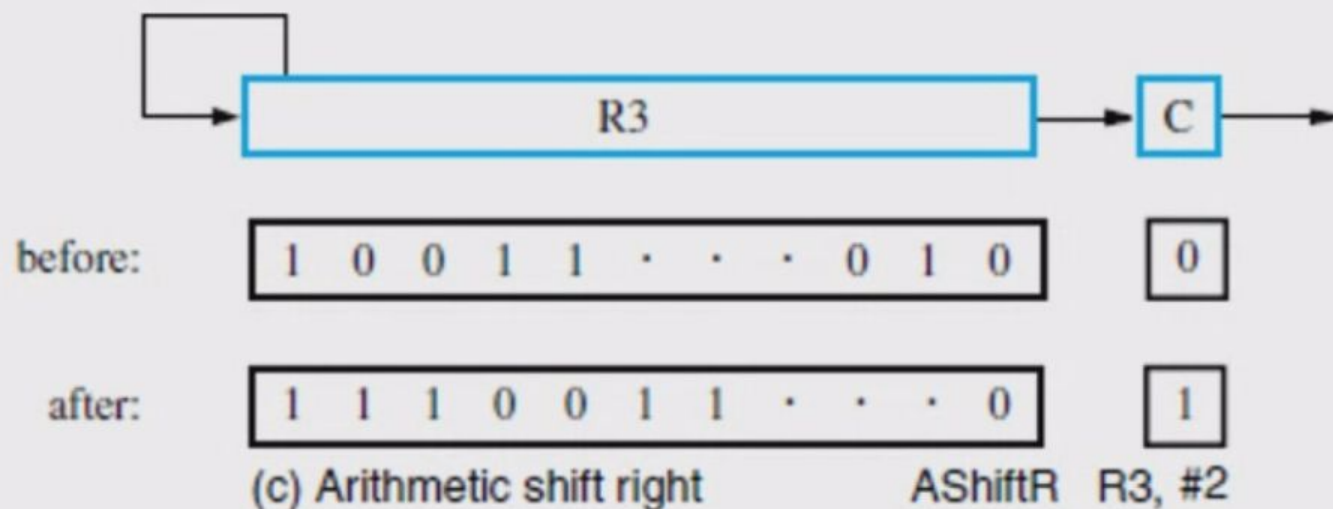 R3 C
before: 1 0 0 1 1 · · · 0 1 0 0
after: 1 1 1 0 0 1 1 · · · 0 1
(c) Arithmetic shift right AShiftR R3, #2